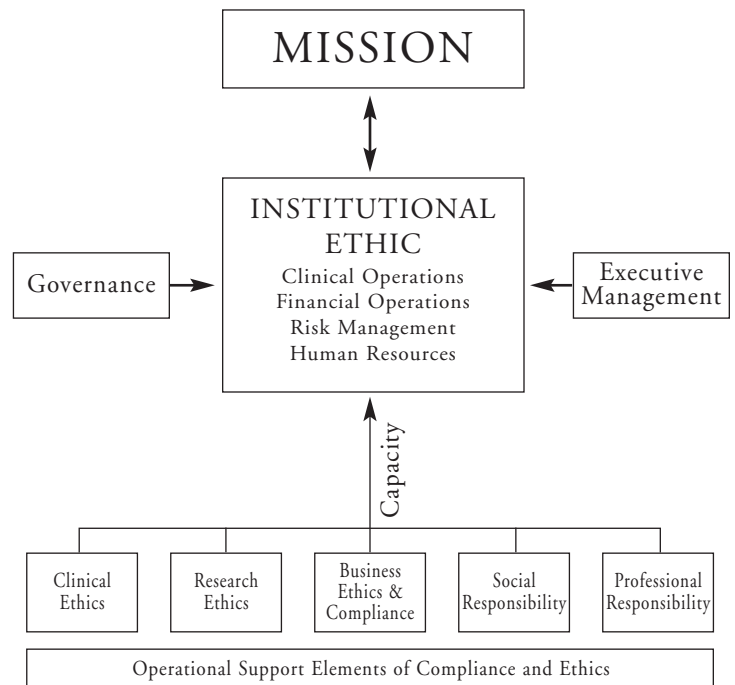 MISSION
INSTITUTIONAL
ETHIC
Clinical Operations
Financial Operations
Risk Management
Human Resources
Governance
Executive
Management
Capacity
Clinical
Ethics
Research
Ethics
Business
Ethics &
Compliance
Social
Responsibility
Professional
Responsibility
Operational Support Elements of Compliance and Ethics